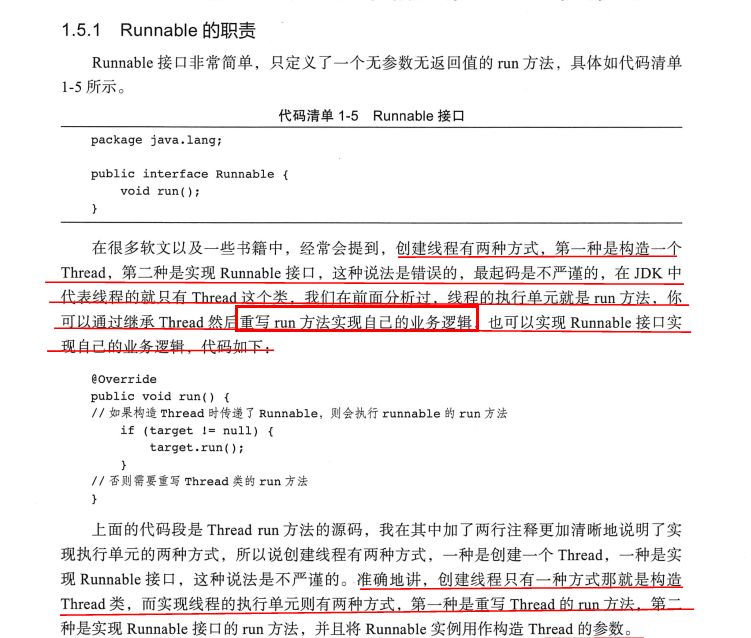 1.5.1 Runnable 的职责
Runnable 接口非常简单，只定义了一个无参数无返回值的 run 方法，具体如代码清单
1-5 所示。
代码清单 1-5 Runnable 接口
package java.lang;
public interface Runnable {
void run();
}
在很多软文以及一些书籍中，经常会提到，创建线程有两种方式，第一种是构造一个
Thread，第二种是实现 Runnable 接口，这种说法是错误的，最起码是不严谨的，在 JDK 中
代表线程的就只有 Thread 这个类，我们在前面分析过，线程的执行单元就是 run 方法，你
可以通过继承 Thread 然后重写 run 方法实现自己的业务逻辑，也可以实现 Runnable 接口实
现自己的业务逻辑，代码如下：
@Override
public void run() {
// 如果构造 Thread 时传递了 Runnable，则会执行 runnable 的 run 方法
if (target != null) {
target.run();
}
// 否则需要重写 Thread 类的 run 方法
}
上面的代码段是 Thread run 方法的源码，我在其中加了两行注释更加清晰地说明了实
现执行单元的两种方式，所以说创建线程有两种方式，一种是创建一个 Thread，一种是实
现 Runnable 接口，这种说法是不严谨的。准确地讲，创建线程只有一种方式那就是构造
Thread 类，而实现线程的执行单元则有两种方式，第一种是重写 Thread 的 run 方法，第二
种是实现 Runnable 接口的 run 方法，并且将 Runnable 实例用作构造 Thread 的参数。